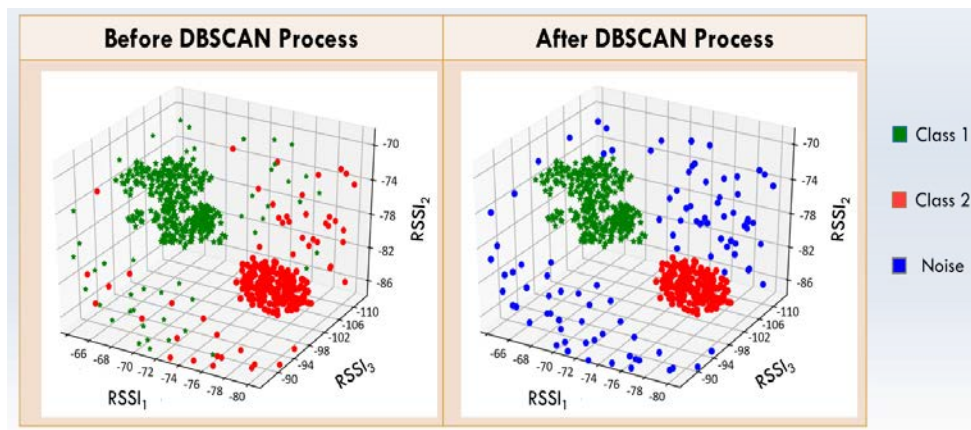 Before DBSCAN Process
After DBSCAN Process
-70
-74
-78
-82
-86
RSSI₂
-110
-106
-102
-98
-94
-90
RSSI₃
-66 -68 -70 -72 -74 -76 -78 -80
RSSI₁
-70
-74
-78
-82
-86
RSSI₂
-110
-106
-102
-98
-94
-90
RSSI₃
-66 -68 -70 -72 -74 -76 -78 -80
RSSI₁
Class 1
Class 2
Noise